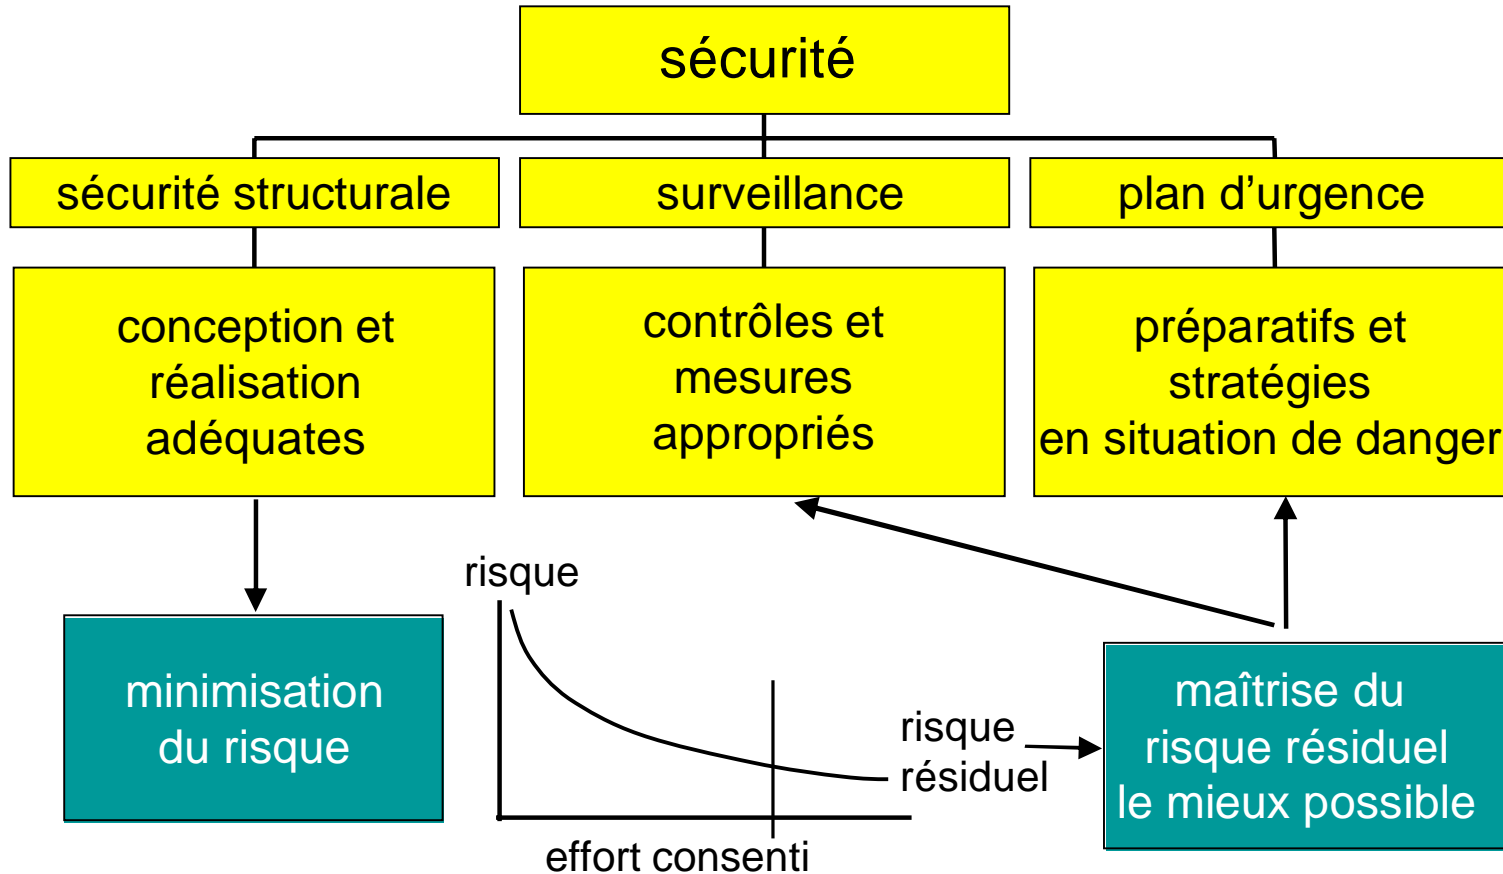 sécurité
sécurité structurale
surveillance
plan d’urgence
conception et
réalisation
adéquates
contrôles et
mesures
appropriés
préparatifs et
stratégies
en situation de danger
minimisation
du risque
risque
effort consenti
risque
résiduel
maîtrise du
risque résiduel
le mieux possible